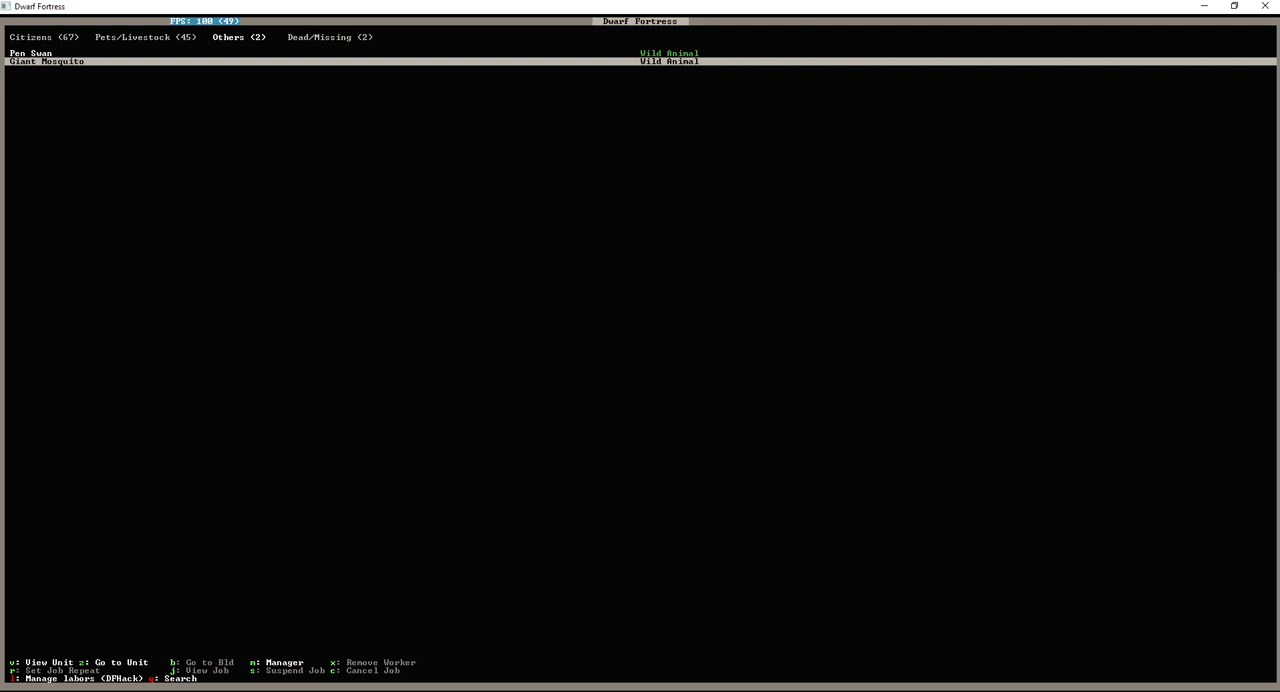 Dwarf Fortress
FPS: 100 (49) Dwarf Fortress
Citizens (67) Pets/Livestock (45) Others (2) Dead/Missing (2)
Pen Swan Wild Animal
Giant Mosquito Wild Animal
v: View Unit z: Go to Unit b: Go to Bld m: Manager x: Remove Worker
r: Set Job Repeat j: View Job s: Suspend Job c: Cancel Job
l: Manage labors (DFHack) q: Search